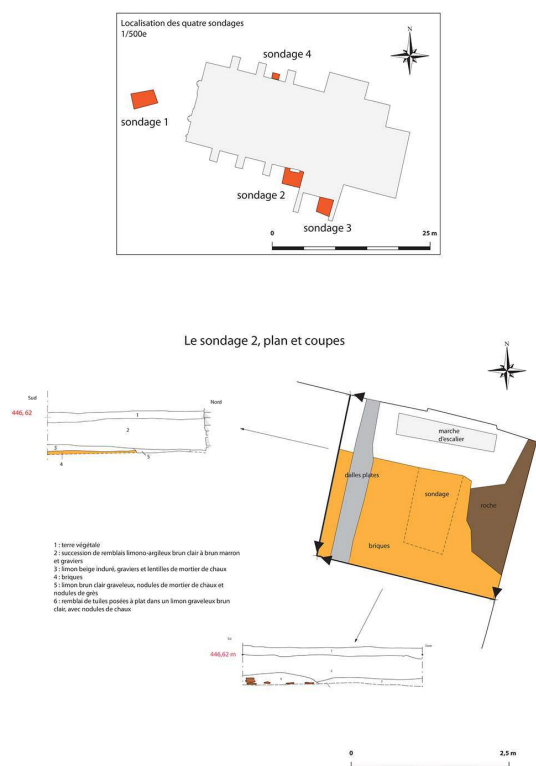 Localisation des quatre sondages
1/500e
N
sondage 4
sondage 1
sondage 2
sondage 3
0
25 m
Le sondage 2, plan et coupes
N
Sud
Nord
446, 62
1
2
3
4
5
marche
d'escalier
dalles plates
sondage
roche
briques
1 : terre végétale
2 : succession de remblais limono-argileux brun clair à brun marron
et graviers
3 : limon beige induré, graviers et lentilles de mortier de chaux
4 : briques
5 : limon brun clair graveleux, nodules de mortier de chaux et
nodules de grès
6 : remblai de tuiles posées à plat dans un limon graveleux brun
clair, avec nodules de chaux
446,62 m
0
2,5 m